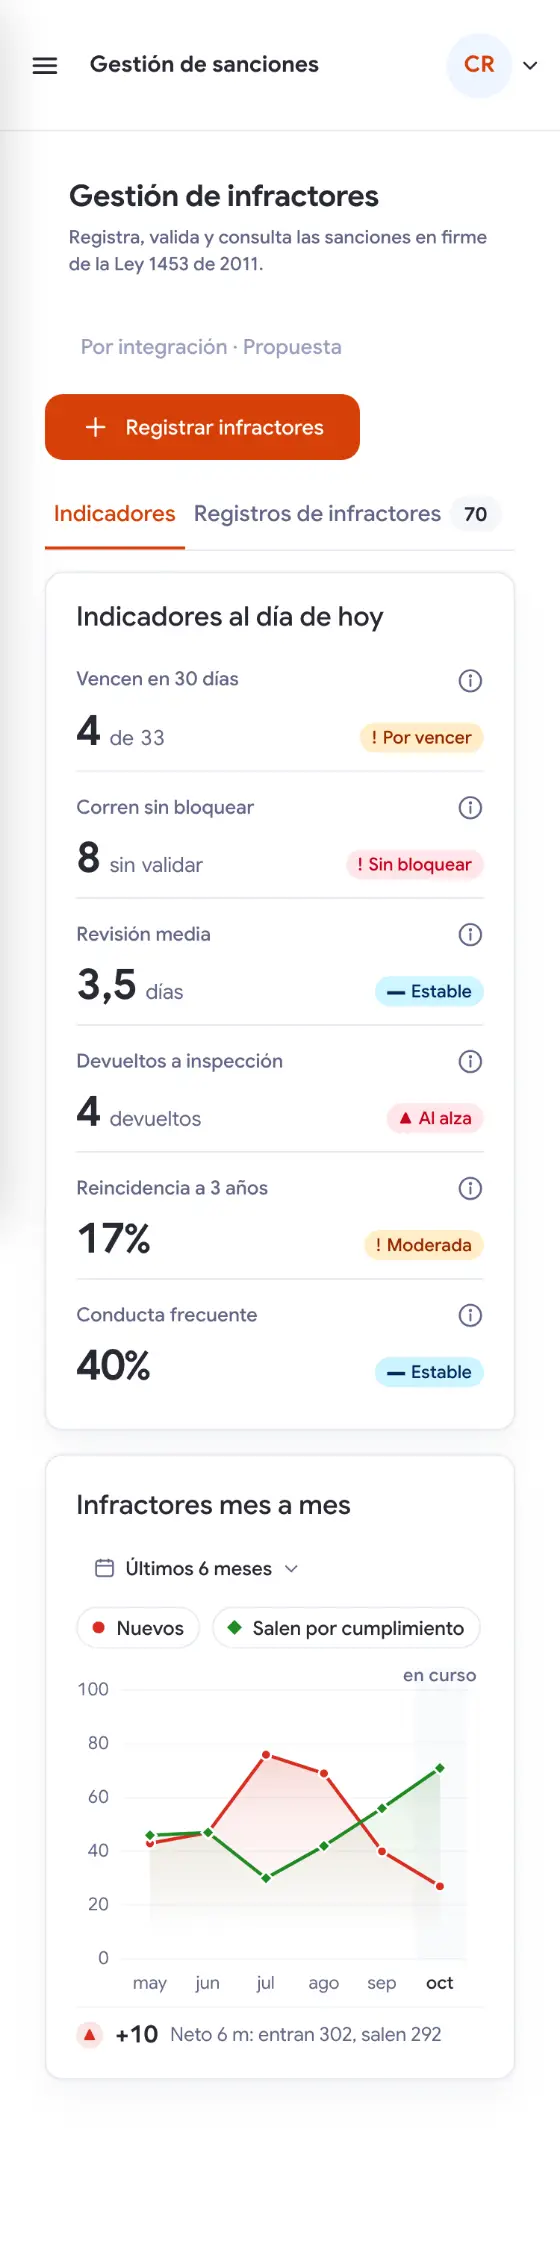 Gestión de sanciones
CR
Gestión de infractores
Registra, valida y consulta las sanciones en firme
de la Ley 1453 de 2011.
Por integración · Propuesta
+ Registrar infractores
Indicadores
Registros de infractores 70
Indicadores al día de hoy
Vencen en 30 días
4 de 33
! Por vencer
Corren sin bloquear
8 sin validar
! Sin bloquear
Revisión media
3,5 días
— Estable
Devueltos a inspección
4 devueltos
▲ Al alza
Reincidencia a 3 años
17%
! Moderada
Conducta frecuente
40%
— Estable
Infractores mes a mes
Últimos 6 meses
Nuevos
Salen por cumplimiento
en curso
100
80
60
40
20
0
may jun jul ago sep oct
▲ +10 Neto 6 m: entran 302, salen 292